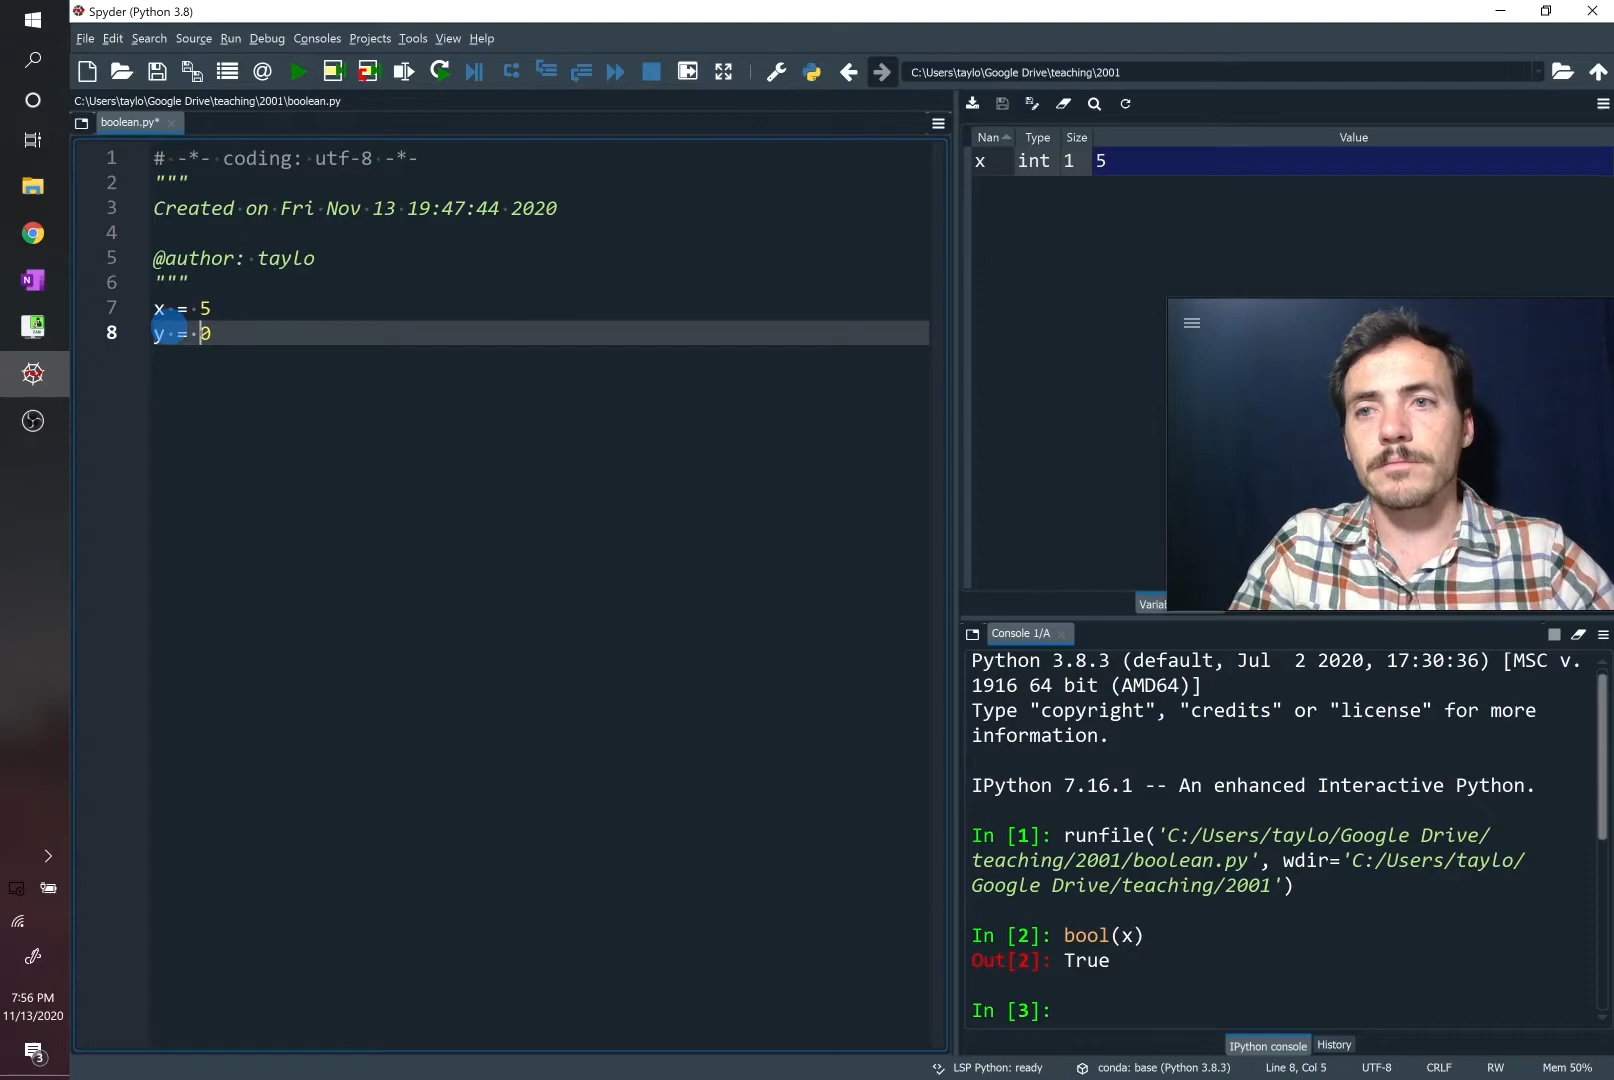 Spyder (Python 3.8)
File Edit Search Source Run Debug Consoles Projects Tools View Help
C:\Users\taylo\Google Drive\teaching\2001
C:\Users\taylo\Google Drive\teaching\2001\boolean.py
boolean.py*
1 # -*- coding: utf-8 -*-
2 """
3 Created on Fri Nov 13 19:47:44 2020
4
5 @author: taylo
6 """
7 x = 5
8 y = 0
Nan Type Size Value
x int 1 5
Varial
Console 1/A
Python 3.8.3 (default, Jul  2 2020, 17:30:36) [MSC v.
1916 64 bit (AMD64)]
Type "copyright", "credits" or "license" for more
information.
IPython 7.16.1 -- An enhanced Interactive Python.
In [1]: runfile('C:/Users/taylo/Google Drive/
teaching/2001/boolean.py', wdir='C:/Users/taylo/
Google Drive/teaching/2001')
In [2]: bool(x)
Out[2]: True
In [3]:
IPython console History
LSP Python: ready conda: base (Python 3.8.3) Line 8, Col 5 UTF-8 CRLF RW Mem 50%
7:56 PM
11/13/2020
3